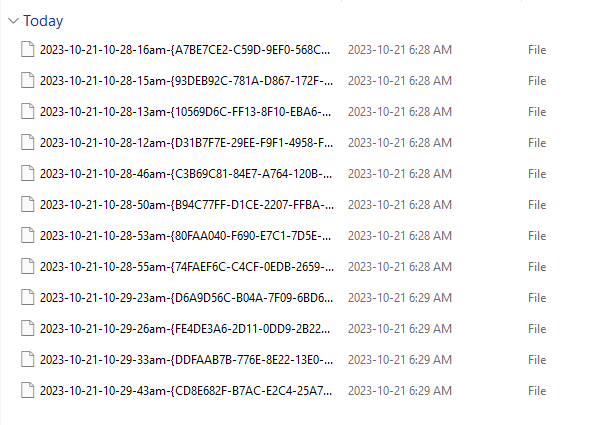 Today
2023-10-21-10-28-16am-{A7BE7CE2-C59D-9EF0-568C... 2023-10-21 6:28 AM File
2023-10-21-10-28-15am-{93DEB92C-781A-D867-172F-... 2023-10-21 6:28 AM File
2023-10-21-10-28-13am-{10569D6C-FF13-8F10-EBA6-... 2023-10-21 6:28 AM File
2023-10-21-10-28-12am-{D31B7F7E-29EE-F9F1-4958-F... 2023-10-21 6:28 AM File
2023-10-21-10-28-46am-{C3B69C81-84E7-A764-120B-... 2023-10-21 6:28 AM File
2023-10-21-10-28-50am-{B94C77FF-D1CE-2207-FFBA-... 2023-10-21 6:28 AM File
2023-10-21-10-28-53am-{80FAA040-F690-E7C1-7D5E-... 2023-10-21 6:28 AM File
2023-10-21-10-28-55am-{74FAEF6C-C4CF-0EDB-2659-... 2023-10-21 6:28 AM File
2023-10-21-10-29-23am-{D6A9D56C-B04A-7F09-6BD6... 2023-10-21 6:29 AM File
2023-10-21-10-29-26am-{FE4DE3A6-2D11-0DD9-2B22... 2023-10-21 6:29 AM File
2023-10-21-10-29-33am-{DDFAAB7B-776E-8E22-13E0-... 2023-10-21 6:29 AM File
2023-10-21-10-29-43am-{CD8E682F-B7AC-E2C4-25A7... 2023-10-21 6:29 AM File